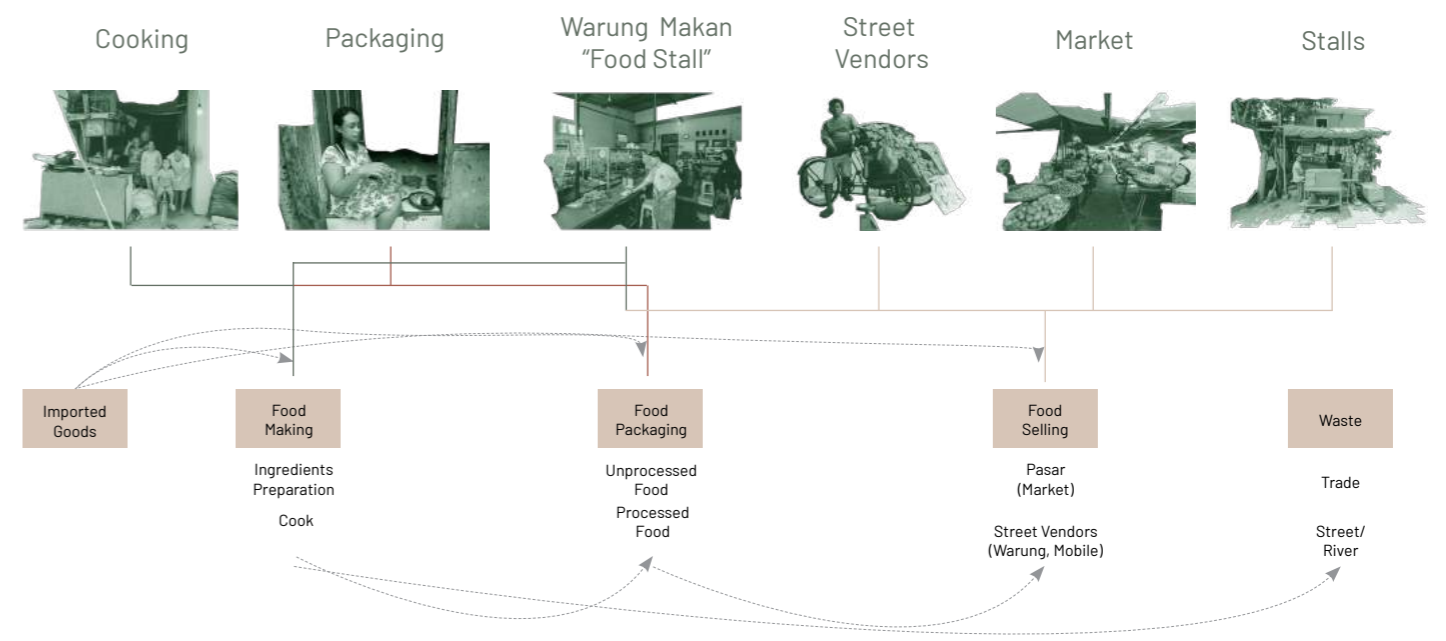 Cooking
Packaging
Warung Makan
“Food Stall”
Street
Vendors
Market
Stalls
Imported
Goods
Food
Making
Food
Packaging
Food
Selling
Waste
Ingredients
Preparation
Cook
Unprocessed
Food
Processed
Food
Pasar
(Market)
Street Vendors
(Warung, Mobile)
Trade
Street/
River